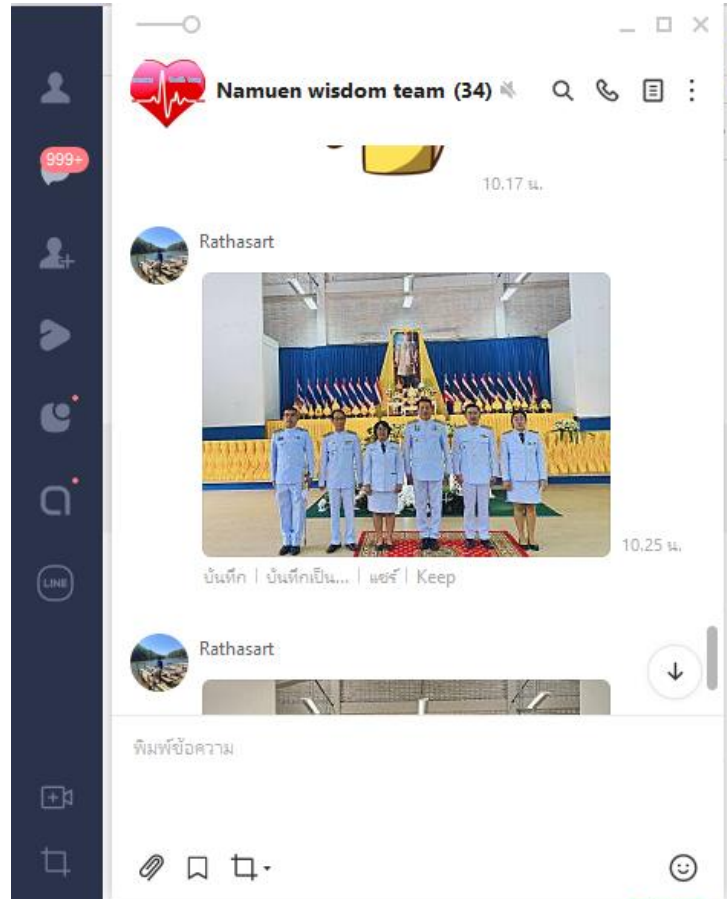 Namuen wisdom team (34)
999+
10.17 น.
Rathasart
10.25 น.
บันทึก | บันทึกเป็น... | แชร์ | Keep
LINE
Rathasart
พิมพ์ข้อความ